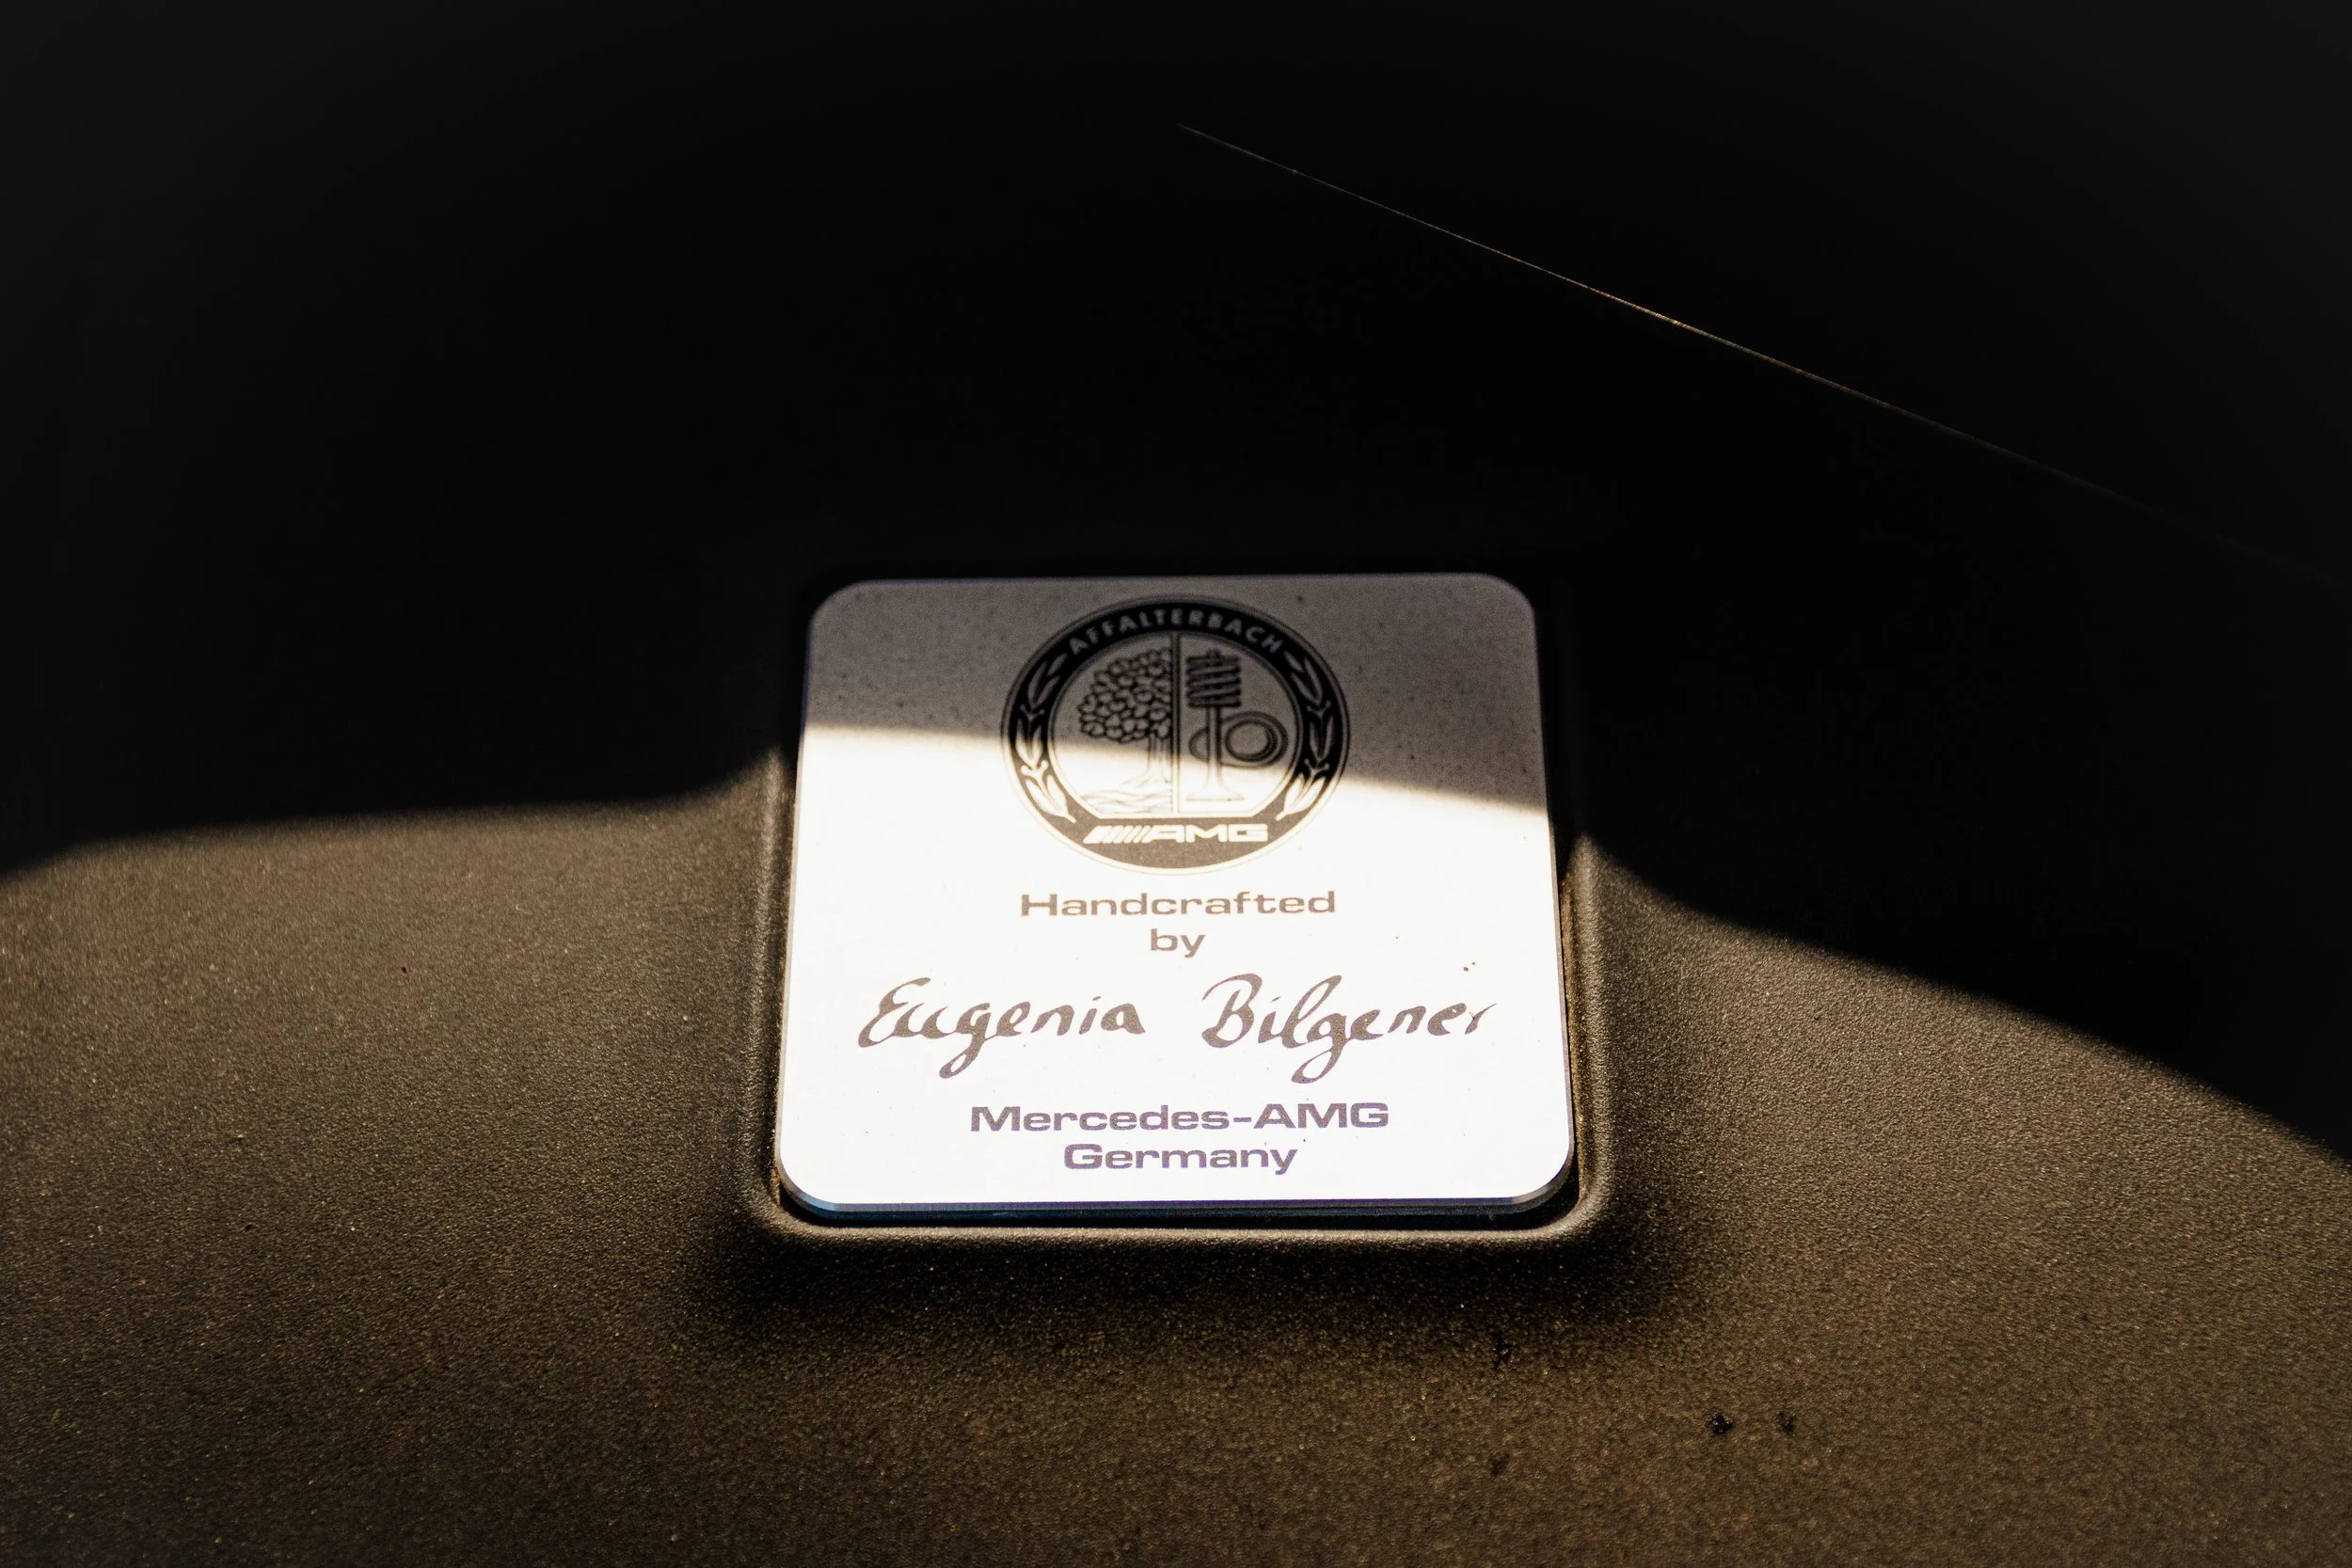 AFFALTERBACH
AMG
Handcrafted
by
Eugenia Bilgener
Mercedes-AMG
Germany